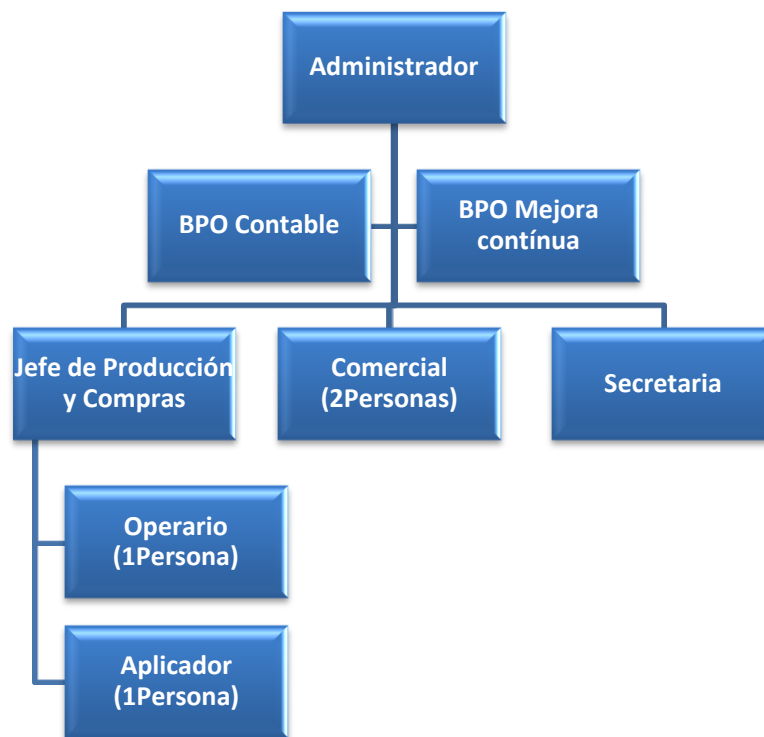 Administrador
BPO Contable
BPO Mejora
contínua
Jefe de Producción
y Compras
Comercial
(2Personas)
Secretaria
Operario
(1Persona)
Aplicador
(1Persona)